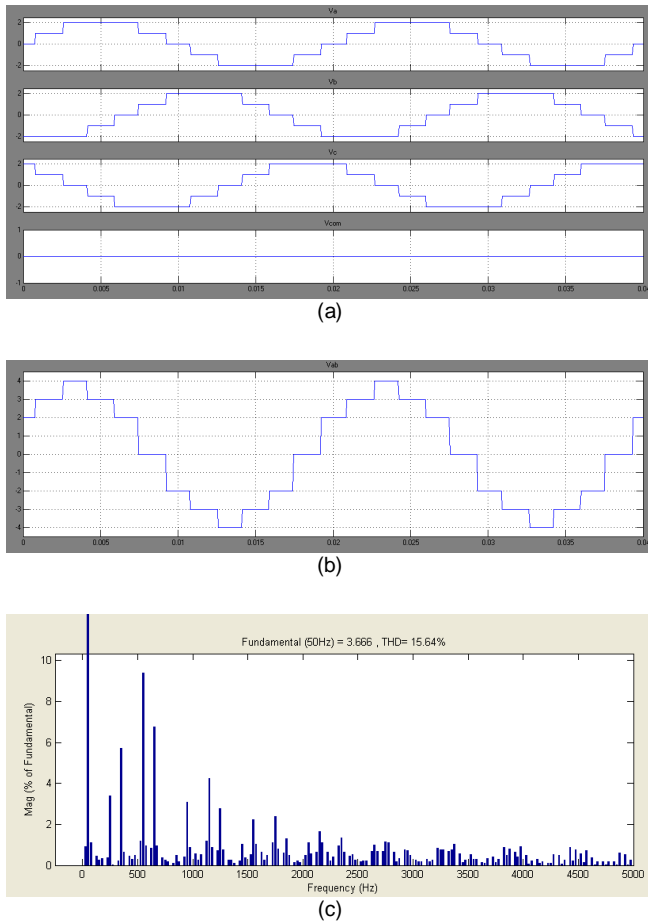 Va
2
0
-2
Vb
2
0
-2
Vc
2
0
-2
Vcom
1
0
-1
0 0.005 0.01 0.015 0.02 0.025 0.03 0.035 0.04
(a)
Vab
4
3
2
1
0
-1
-2
-3
-4
0 0.005 0.01 0.015 0.02 0.025 0.03 0.035 0.04
(b)
Fundamental (50Hz) = 3.666 , THD= 15.64%
Mag (% of Fundamental)
10
8
6
4
2
0
0 500 1000 1500 2000 2500 3000 3500 4000 4500 5000
Frequency (Hz)
(c)